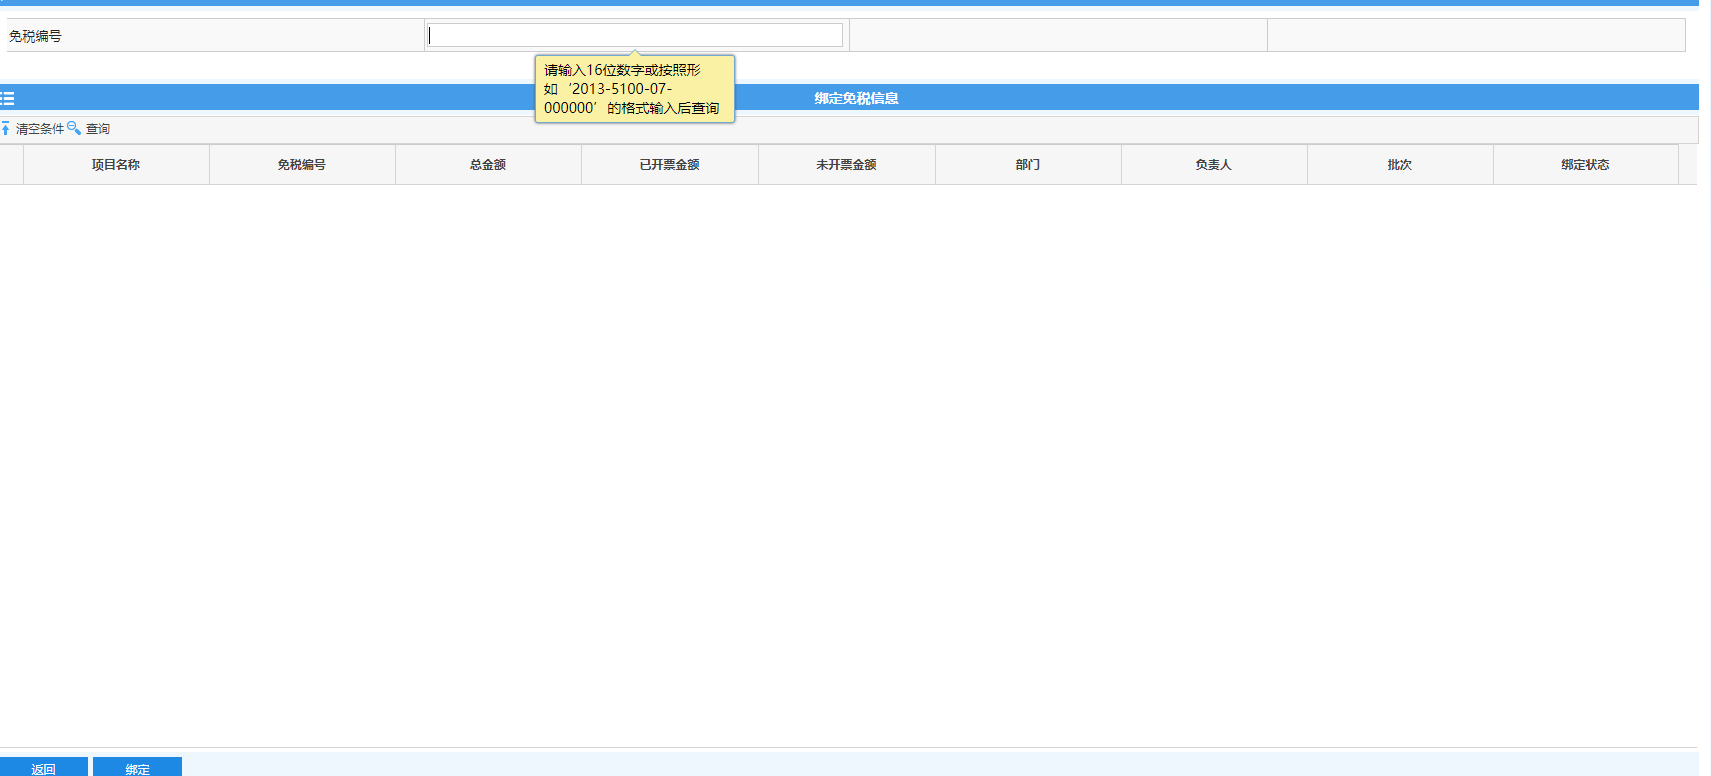 免税编号
请输入16位数字或按照形
如‘2013-5100-07-
000000’的格式输入后查询
绑定免税信息
清空条件 查询
项目名称 免税编号 总金额 已开票金额 未开票金额 部门 负责人 批次 绑定状态
返回 绑定